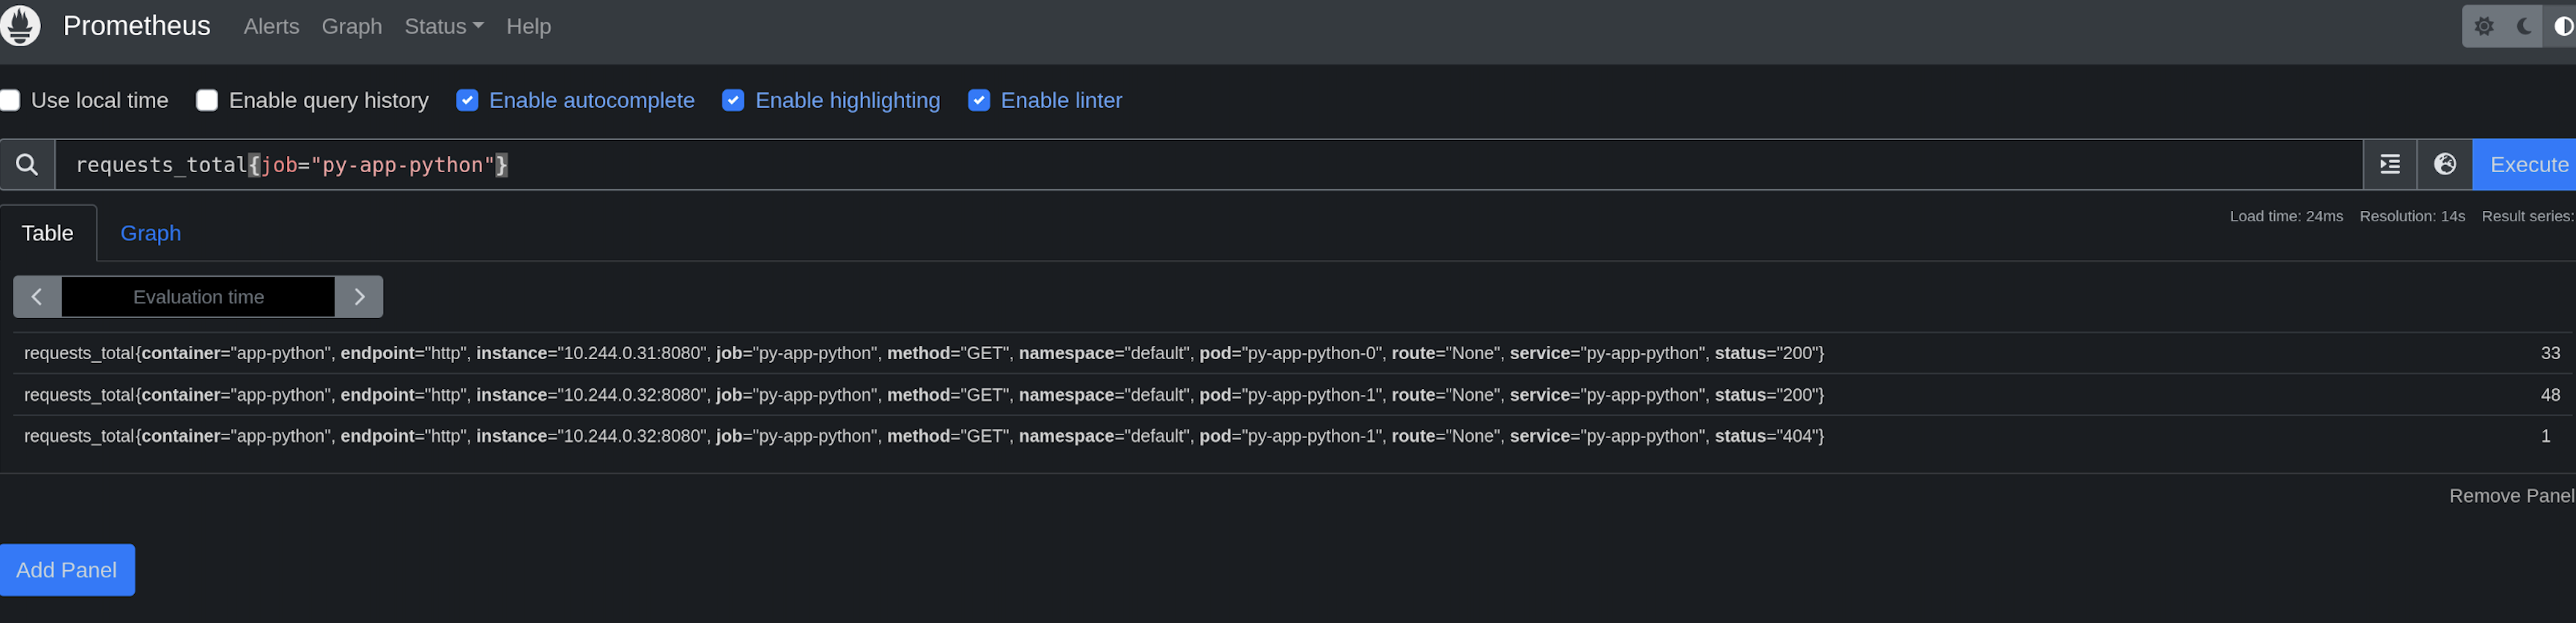 Prometheus Alerts Graph Status Help
Use local time Enable query history Enable autocomplete Enable highlighting Enable linter
requests_total{job="py-app-python"} Execute
Table Graph Load time: 24ms Resolution: 14s Result series:
Evaluation time
requests_total{container="app-python", endpoint="http", instance="10.244.0.31:8080", job="py-app-python", method="GET", namespace="default", pod="py-app-python-0", route="None", service="py-app-python", status="200"} 33
requests_total{container="app-python", endpoint="http", instance="10.244.0.32:8080", job="py-app-python", method="GET", namespace="default", pod="py-app-python-1", route="None", service="py-app-python", status="200"} 48
requests_total{container="app-python", endpoint="http", instance="10.244.0.32:8080", job="py-app-python", method="GET", namespace="default", pod="py-app-python-1", route="None", service="py-app-python", status="404"} 1
Remove Panel
Add Panel